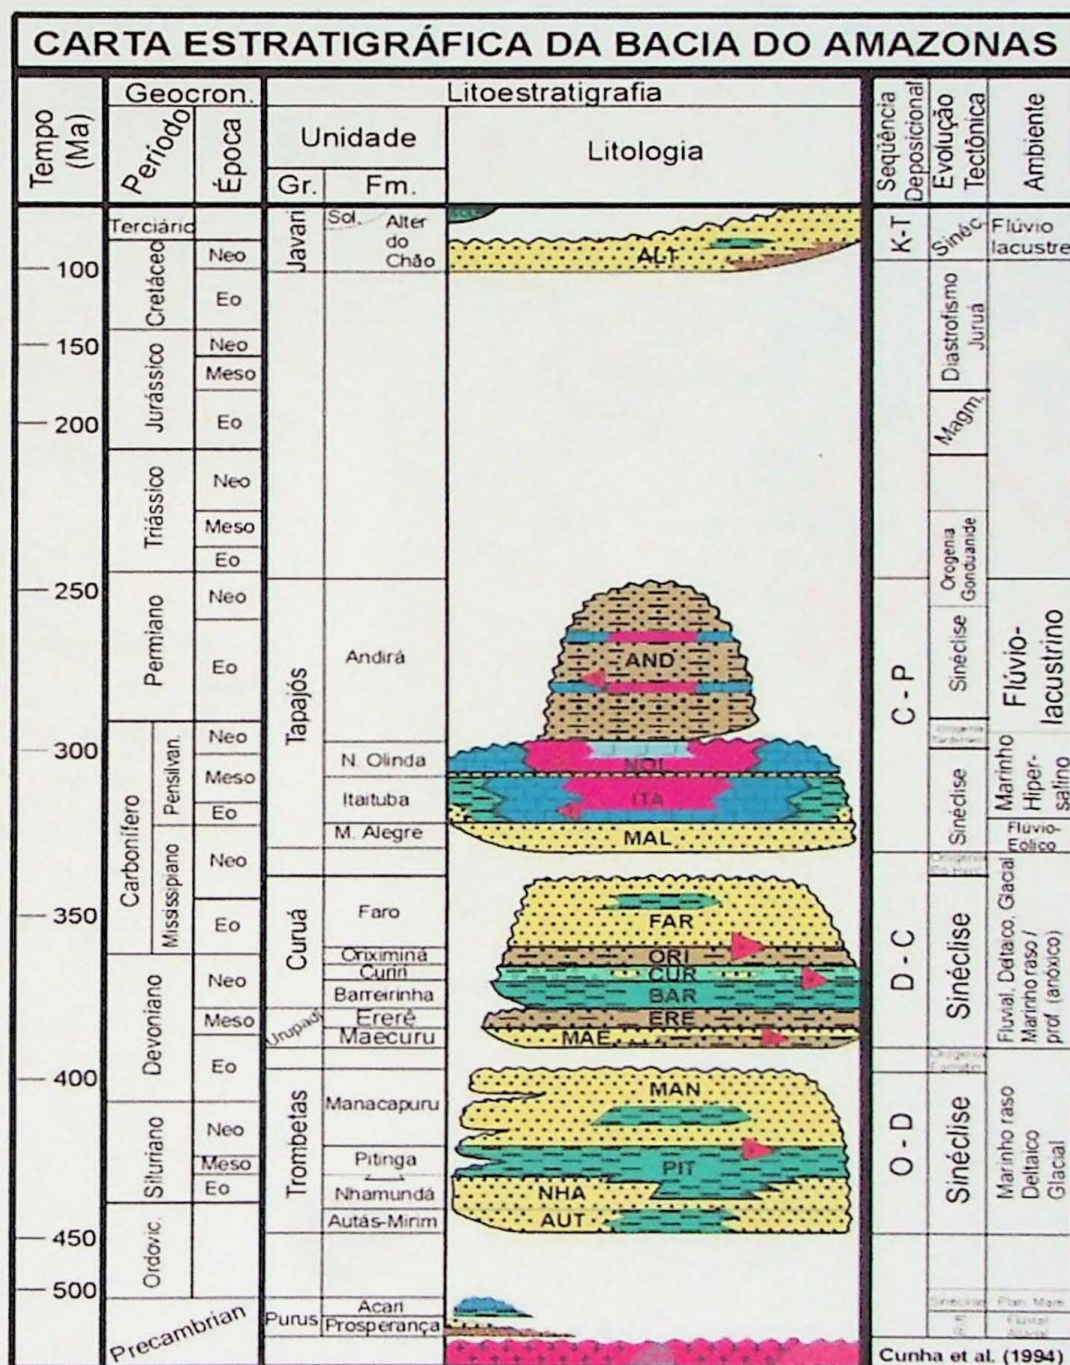 CARTA ESTRATIGRÁFICA DA BACIA DO AMAZONAS
Tempo (Ma)
Geocron.
Período
Época
Litoestratigrafia
Unidade
Gr.
Fm.
Litologia
Seqüência Deposicional
Evolução Tectônica
Ambiente
100
150
200
250
300
350
400
450
500
Terciário
Cretáceo
Neo
Eo
Jurássico
Neo
Meso
Eo
Triássico
Neo
Meso
Eo
Permiano
Neo
Eo
Carbonífero
Pensilvan.
Neo
Meso
Eo
Mississipiano
Neo
Eo
Devoniano
Neo
Meso
Eo
Silturiano
Neo
Meso
Eo
Ordovic.
Precambrian
Javari
Sol.
Alter
do
Chão
Tapajós
Andirá
N. Olinda
Itaituba
M. Alegre
Curuá
Faro
Oriximiná
Curiri
Barreirinha
Urupadi
Ererê
Maecuru
Trombetas
Manacapuru
Pitinga
Nhamundá
Autás-Mirim
Purus
Acari
Prosperança
ALT
AND
NOL
ITA
MAL
FAR
ORI
CUR
BAR
ERE
MAE
MAN
PIT
NHA
AUT
K-T
C - P
D - C
O - D
Sinéc.
Diastrofismo
Juruá
Magm.
Orogenia
Gonduanide
Sinéclise
Sinéclise
Sinéclise
Sinéclise
Flúvio
lacustre
Flúvio-
lacustrino
Marinho
Hiper-
salino
Flúvio-
Eolico
Fluvial, Deltaico, Glacial
Marinho raso /
prof (anóxico)
Marinho raso
Deltaico
Glacial
Cunha et al. (1994)